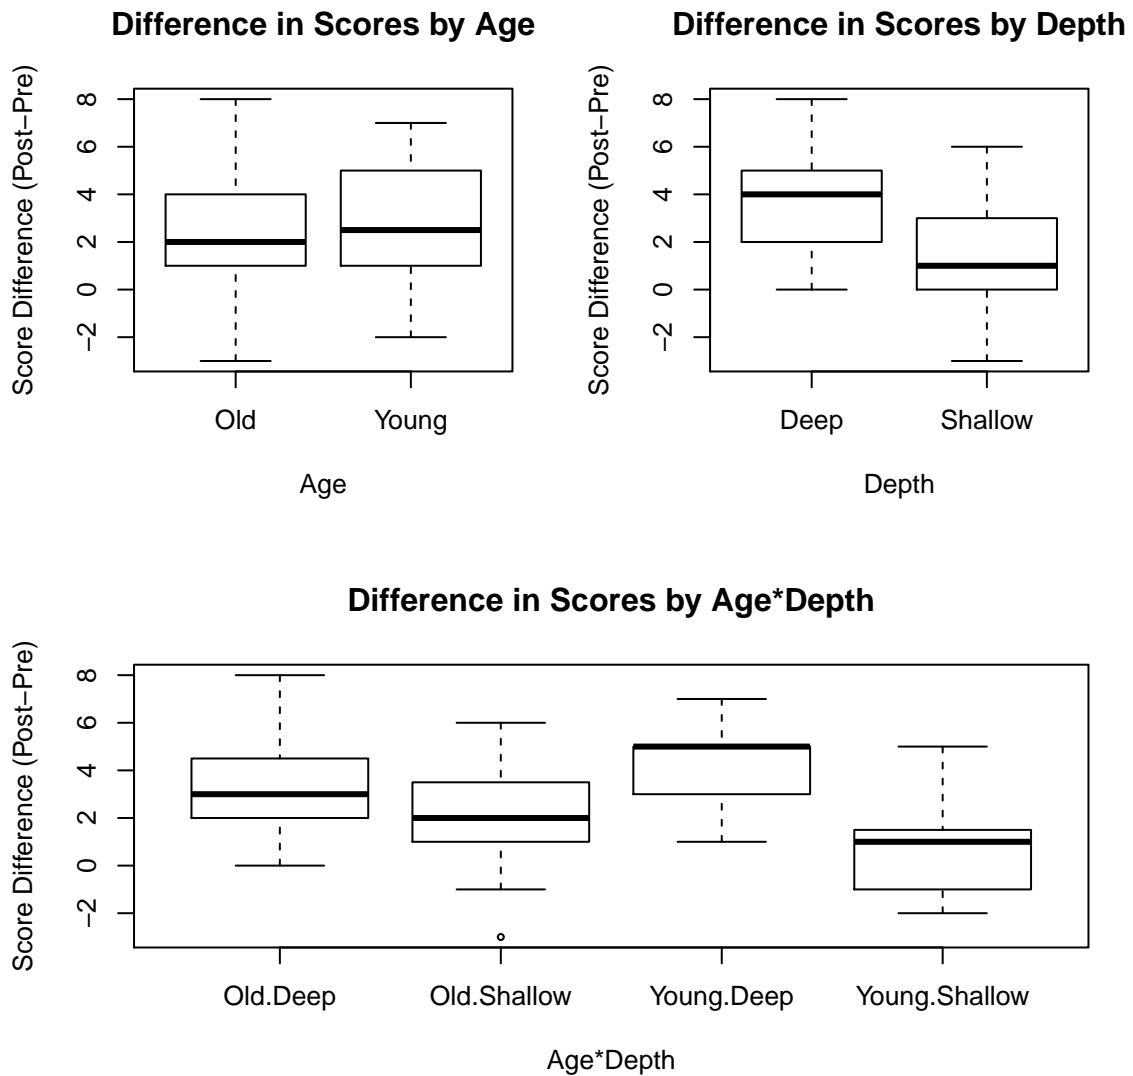 Difference in Scores by Age
Score Difference (Post−Pre)
8
6
4
2
0
−2
Old Young
Age
Difference in Scores by Depth
Score Difference (Post−Pre)
8
6
4
2
0
−2
Deep Shallow
Depth
Difference in Scores by Age*Depth
Score Difference (Post−Pre)
8
6
4
2
0
−2
Old.Deep Old.Shallow Young.Deep Young.Shallow
Age*Depth